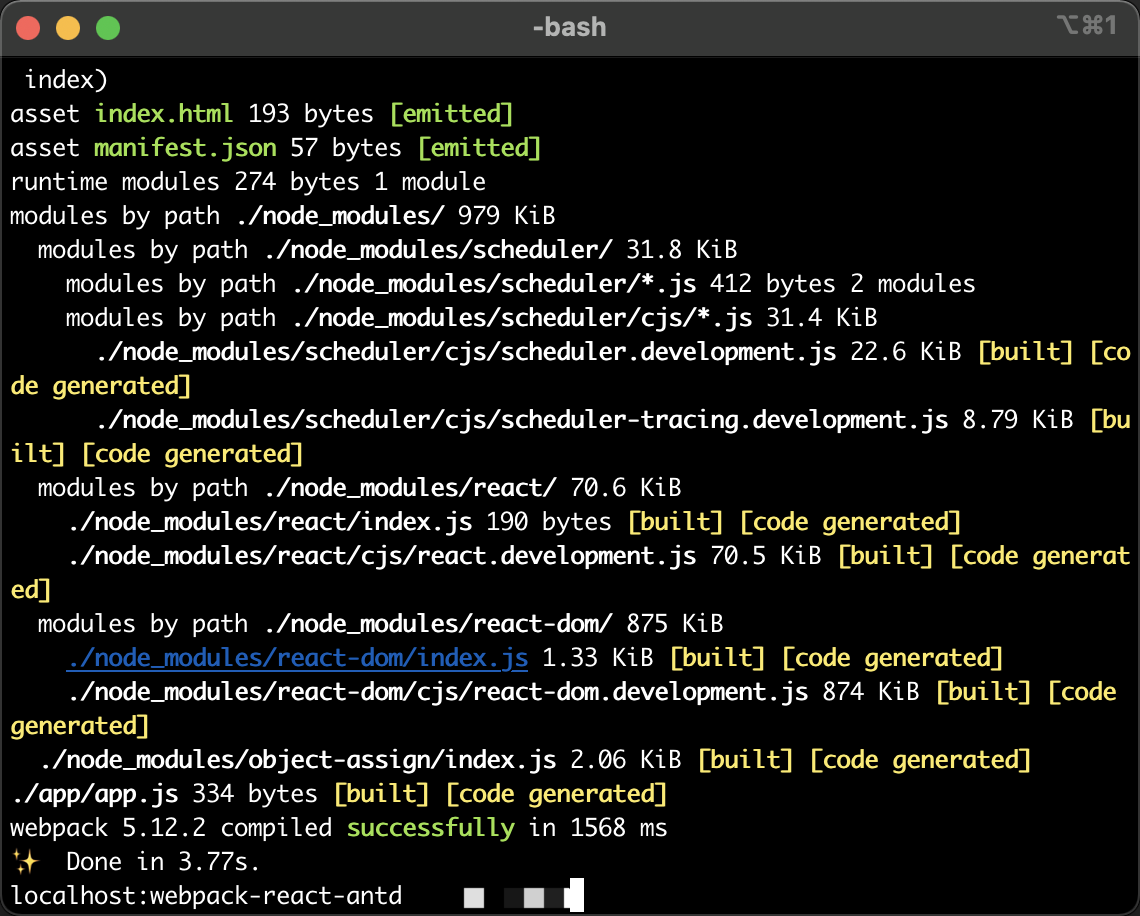 -bash
⌥⌘1
index)
asset index.html 193 bytes [emitted]
asset manifest.json 57 bytes [emitted]
runtime modules 274 bytes 1 module
modules by path ./node_modules/ 979 KiB
modules by path ./node_modules/scheduler/ 31.8 KiB
modules by path ./node_modules/scheduler/*.js 412 bytes 2 modules
modules by path ./node_modules/scheduler/cjs/*.js 31.4 KiB
./node_modules/scheduler/cjs/scheduler.development.js 22.6 KiB [built] [co
de generated]
./node_modules/scheduler/cjs/scheduler-tracing.development.js 8.79 KiB [bu
ilt] [code generated]
modules by path ./node_modules/react/ 70.6 KiB
./node_modules/react/index.js 190 bytes [built] [code generated]
./node_modules/react/cjs/react.development.js 70.5 KiB [built] [code generat
ed]
modules by path ./node_modules/react-dom/ 875 KiB
./node_modules/react-dom/index.js 1.33 KiB [built] [code generated]
./node_modules/react-dom/cjs/react-dom.development.js 874 KiB [built] [code
generated]
./node_modules/object-assign/index.js 2.06 KiB [built] [code generated]
./app/app.js 334 bytes [built] [code generated]
webpack 5.12.2 compiled successfully in 1568 ms
✨ Done in 3.77s.
localhost:webpack-react-antd